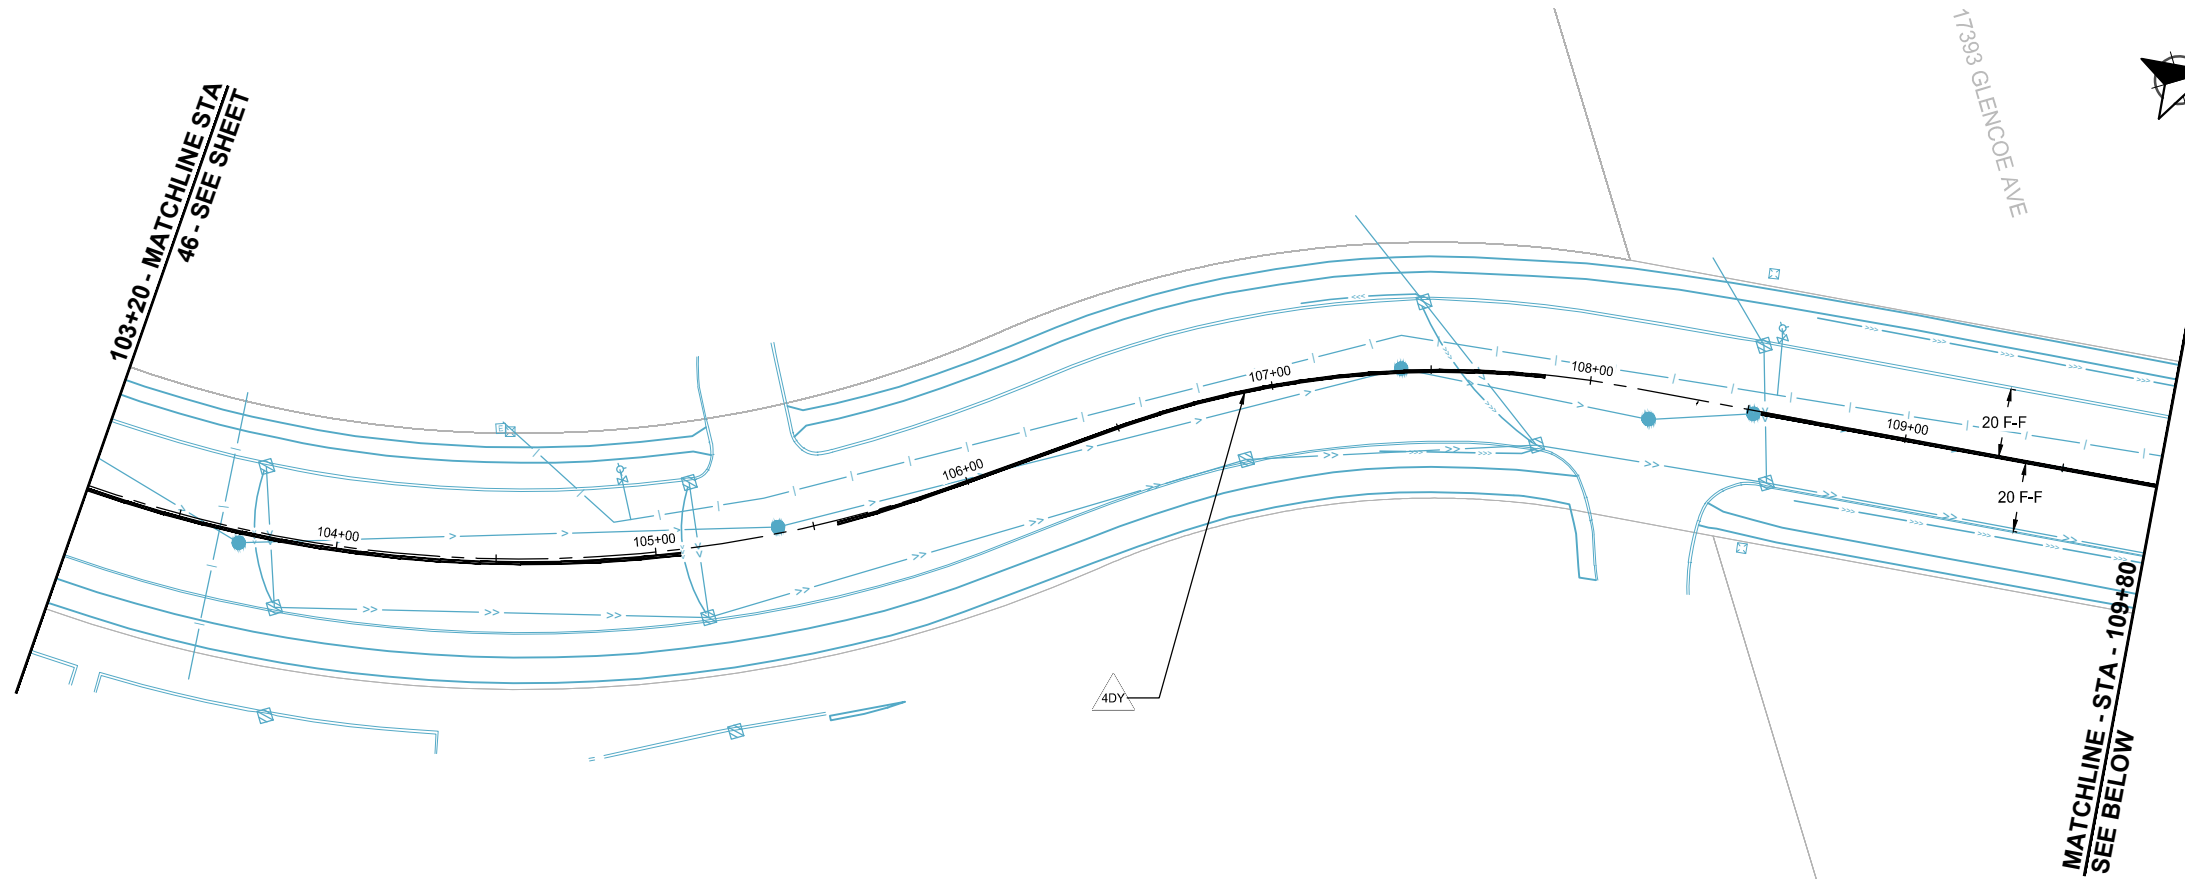 103+20 - MATCHLINE STA
46 - SEE SHEET
17393 GLENCOE AVE
104+00
105+00
106+00
107+00
108+00
109+00
20 F-F
20 F-F
4DY
E
MATCHLINE - STA - 109+80
SEE BELOW